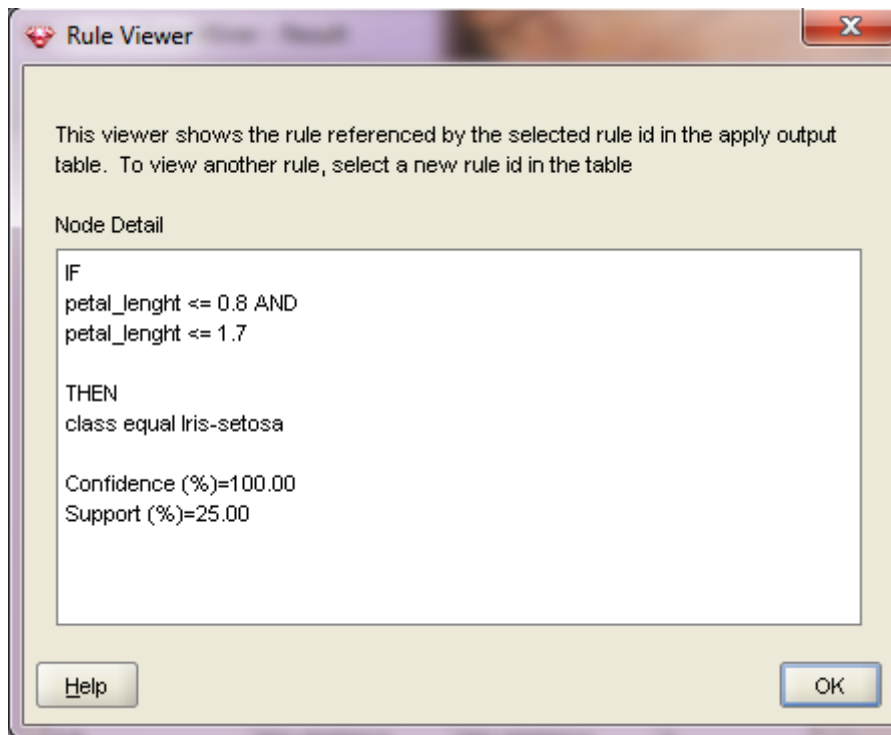 Rule Viewer
This viewer shows the rule referenced by the selected rule id in the apply output
table. To view another rule, select a new rule id in the table
Node Detail
IF
petal_lenght <= 0.8 AND
petal_lenght <= 1.7
THEN
class equal Iris-setosa
Confidence (%)=100.00
Support (%)=25.00
Help
OK